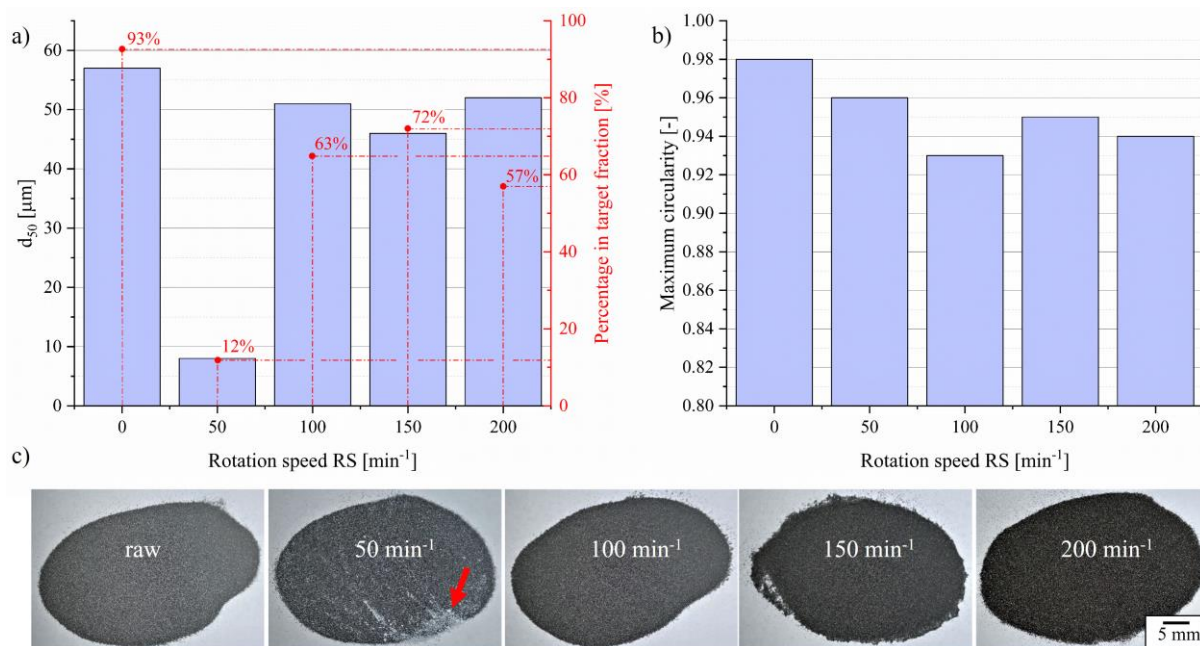 a)
d₅₀ [µm]
60
50
40
30
20
10
0
93%
12%
63%
72%
57%
100
80
60
40
20
0
Percentage in target fraction [%]
0 50 100 150 200
Rotation speed RS [min⁻¹]
b)
Maximum circularity [-]
1.00
0.98
0.96
0.94
0.92
0.90
0.88
0.86
0.84
0.82
0.80
0 50 100 150 200
Rotation speed RS [min⁻¹]
c)
raw
50 min⁻¹
100 min⁻¹
150 min⁻¹
200 min⁻¹
5 mm